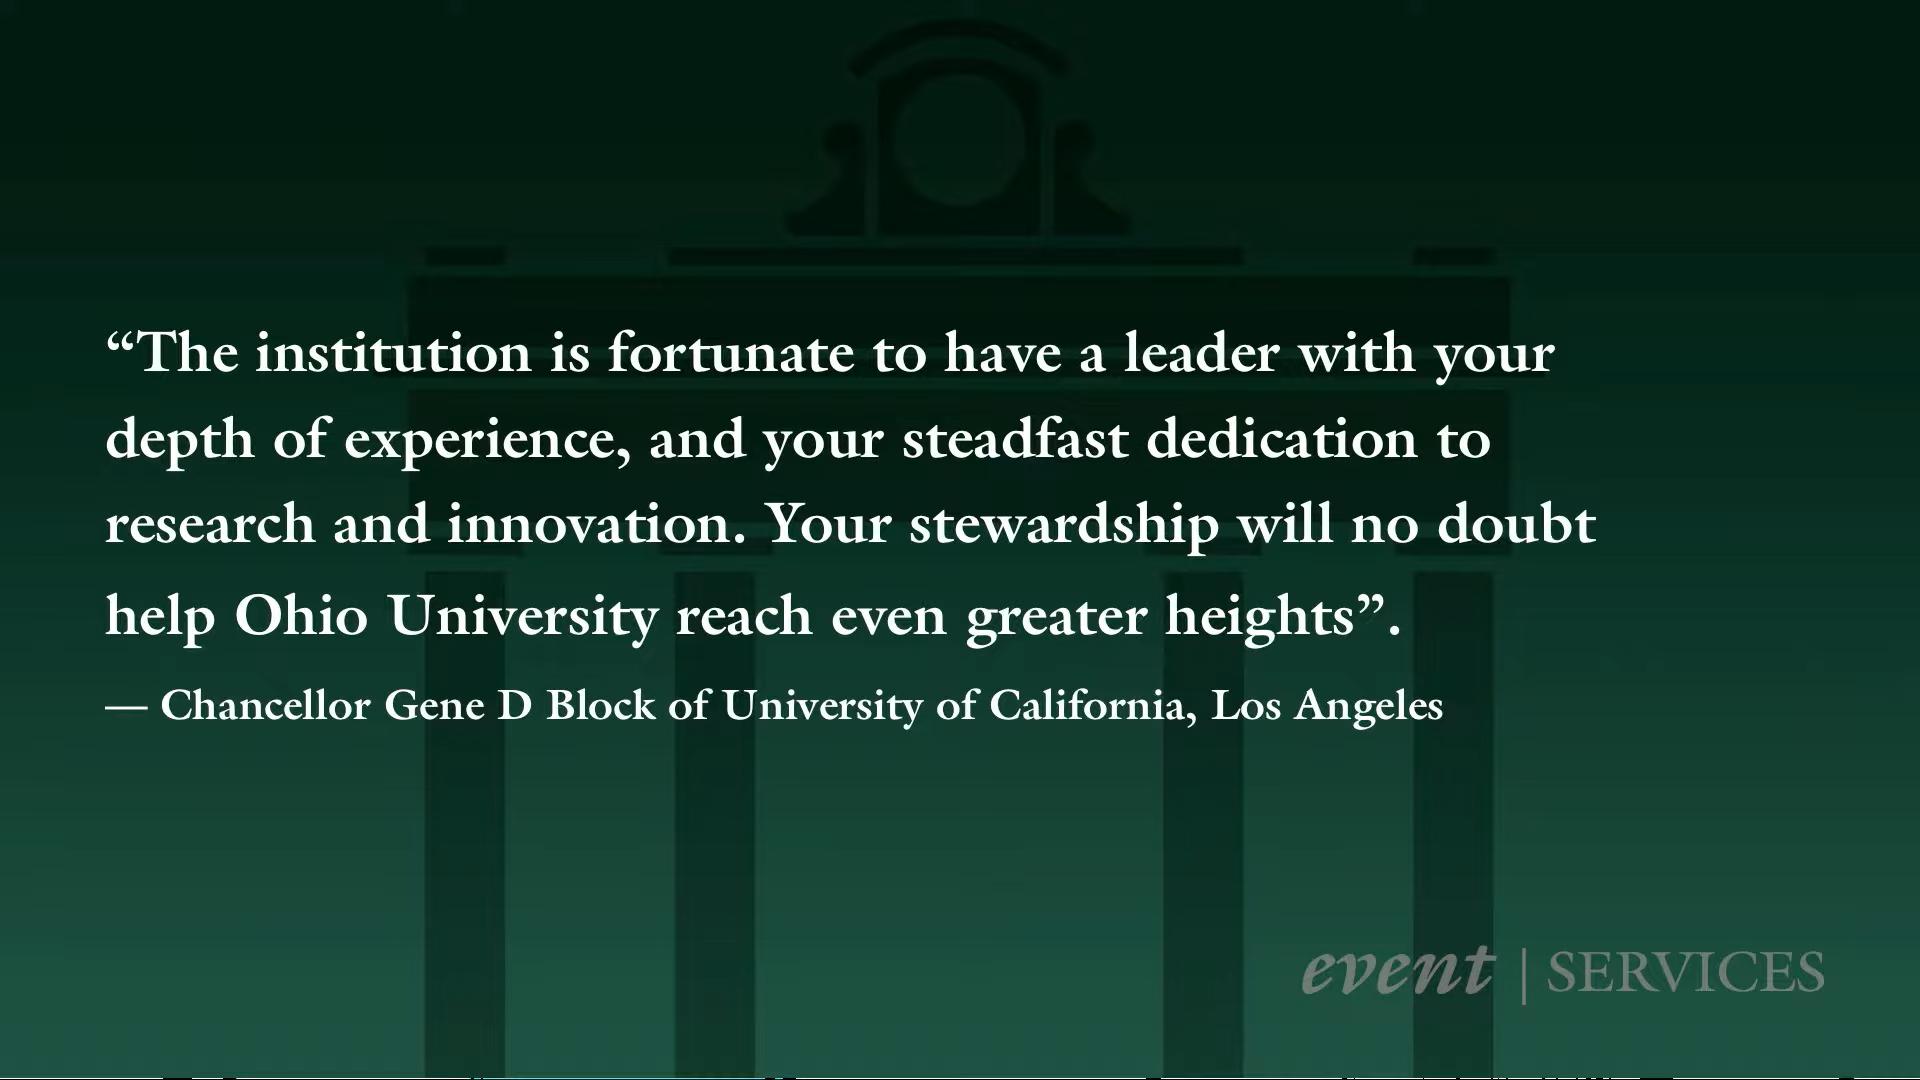 “The institution is fortunate to have a leader with your
depth of experience, and your steadfast dedication to
research and innovation. Your stewardship will no doubt
help Ohio University reach even greater heights”.
— Chancellor Gene D Block of University of California, Los Angeles
event | SERVICES